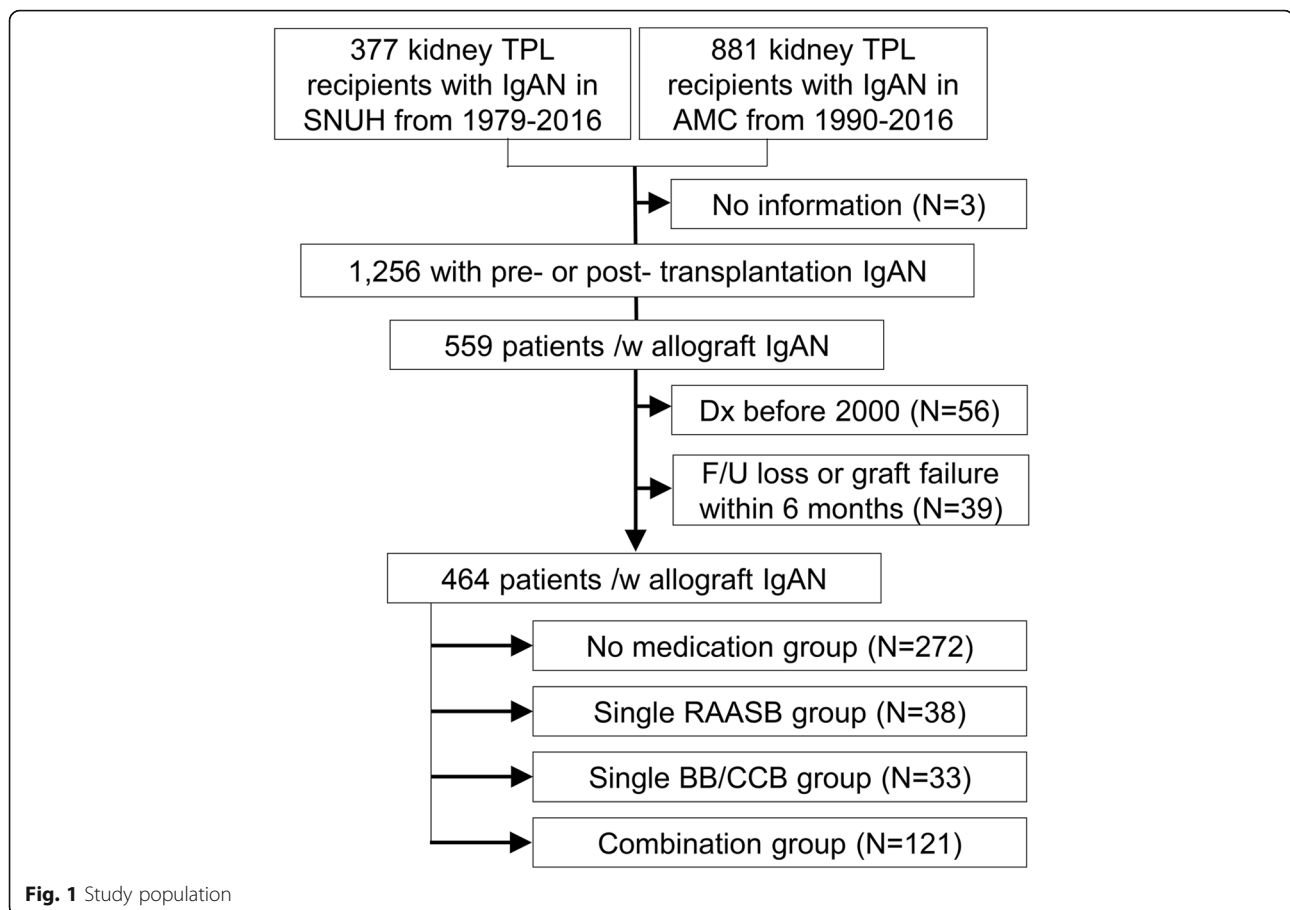 377 kidney TPL
recipients with IgAN in
SNUH from 1979-2016
881 kidney TPL
recipients with IgAN in
AMC from 1990-2016
No information (N=3)
1,256 with pre- or post- transplantation IgAN
559 patients /w allograft IgAN
Dx before 2000 (N=56)
F/U loss or graft failure
within 6 months (N=39)
464 patients /w allograft IgAN
No medication group (N=272)
Single RAASB group (N=38)
Single BB/CCB group (N=33)
Combination group (N=121)
Fig. 1 Study population